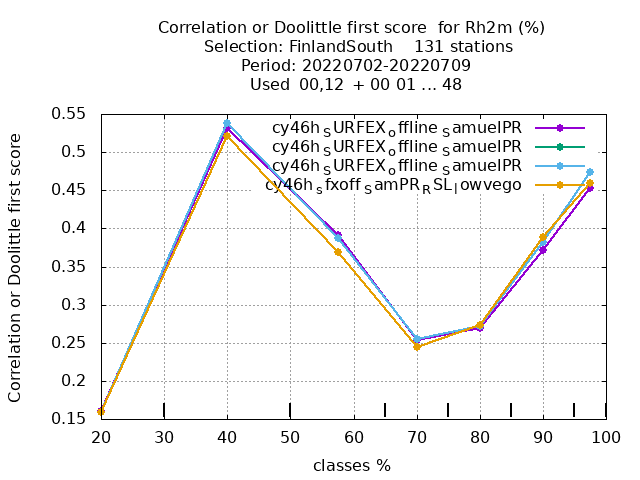 Correlation or Doolittle first score  for Rh2m (%)
Selection: FinlandSouth    131 stations
Period: 20220702-20220709
Used  00,12  + 00 01 ... 48
Correlation or Doolittle first score
0.55
0.5
0.45
0.4
0.35
0.3
0.25
0.2
0.15
cy46h_SURFEX_offline_SamuelPR
cy46h_SURFEX_offline_SamuelPR
cy46h_SURFEX_offline_SamuelPR
cy46h_sfxoff_SamPR_RSL_lowvego
20 30 40 50 60 70 80 90 100
classes %